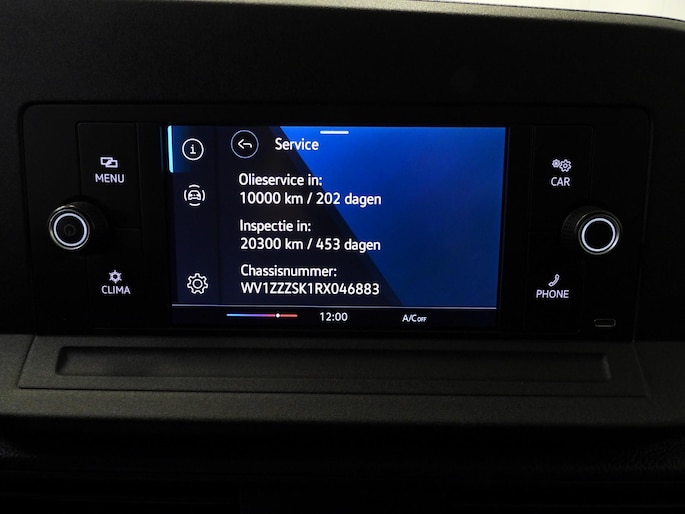 Service
MENU
CAR
Olieservice in:
10000 km / 202 dagen
Inspectie in:
20300 km / 453 dagen
Chassisnummer:
WV1ZZZSK1RX046883
CLIMA
PHONE
12:00
A/C OFF